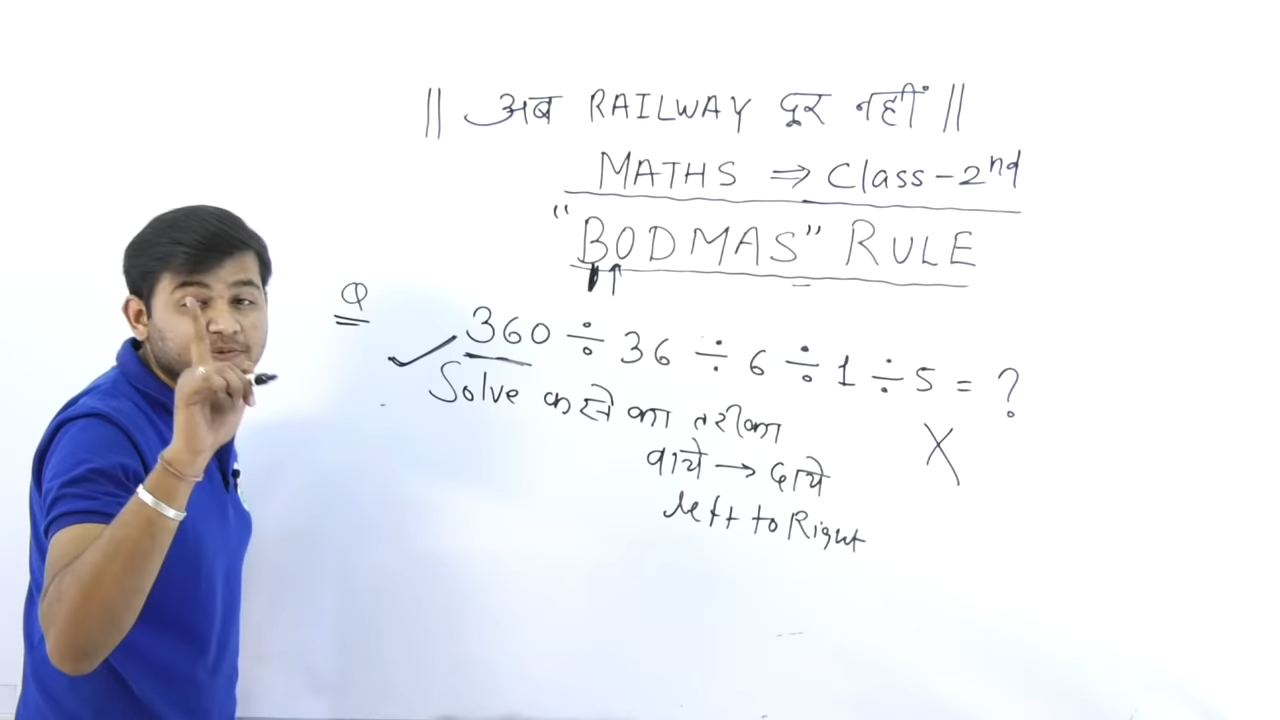 || अब RAILWAY दूर नहीं ||
MATHS ⇒ Class-2nd
"BODMAS" RULE
Q
360 ÷ 36 ÷ 6 ÷ 1 ÷ 5 = ?
Solve करने का तरीका
बाये → दाये
left to Right